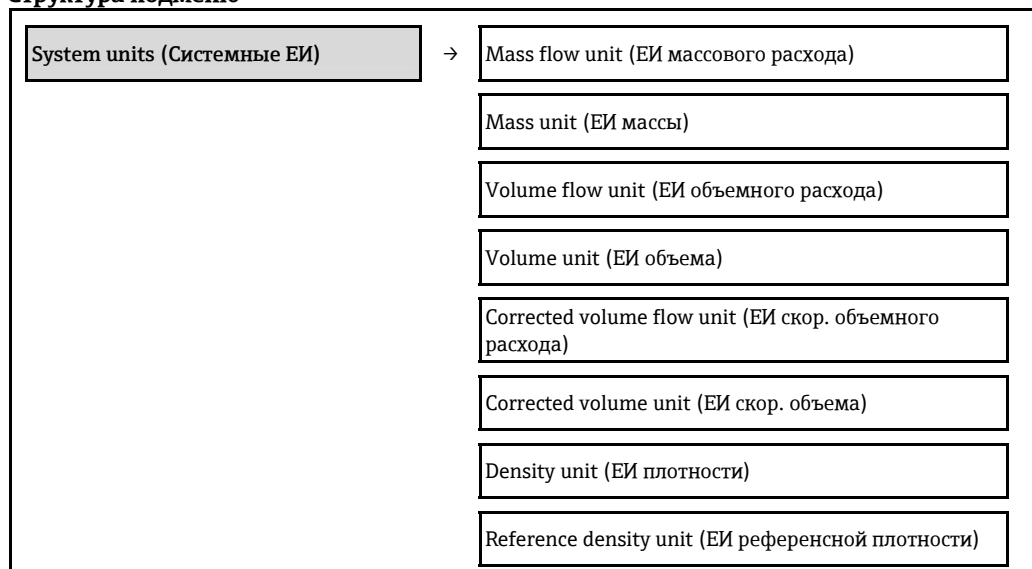 Структура подменю
System units (Системные ЕИ) → Mass flow unit (ЕИ массового расхода)
Mass unit (ЕИ массы)
Volume flow unit (ЕИ объемного расхода)
Volume unit (ЕИ объема)
Corrected volume flow unit (ЕИ скор. объемного
расхода)
Corrected volume unit (ЕИ скор. объема)
Density unit (ЕИ плотности)
Reference density unit (ЕИ референсной плотности)